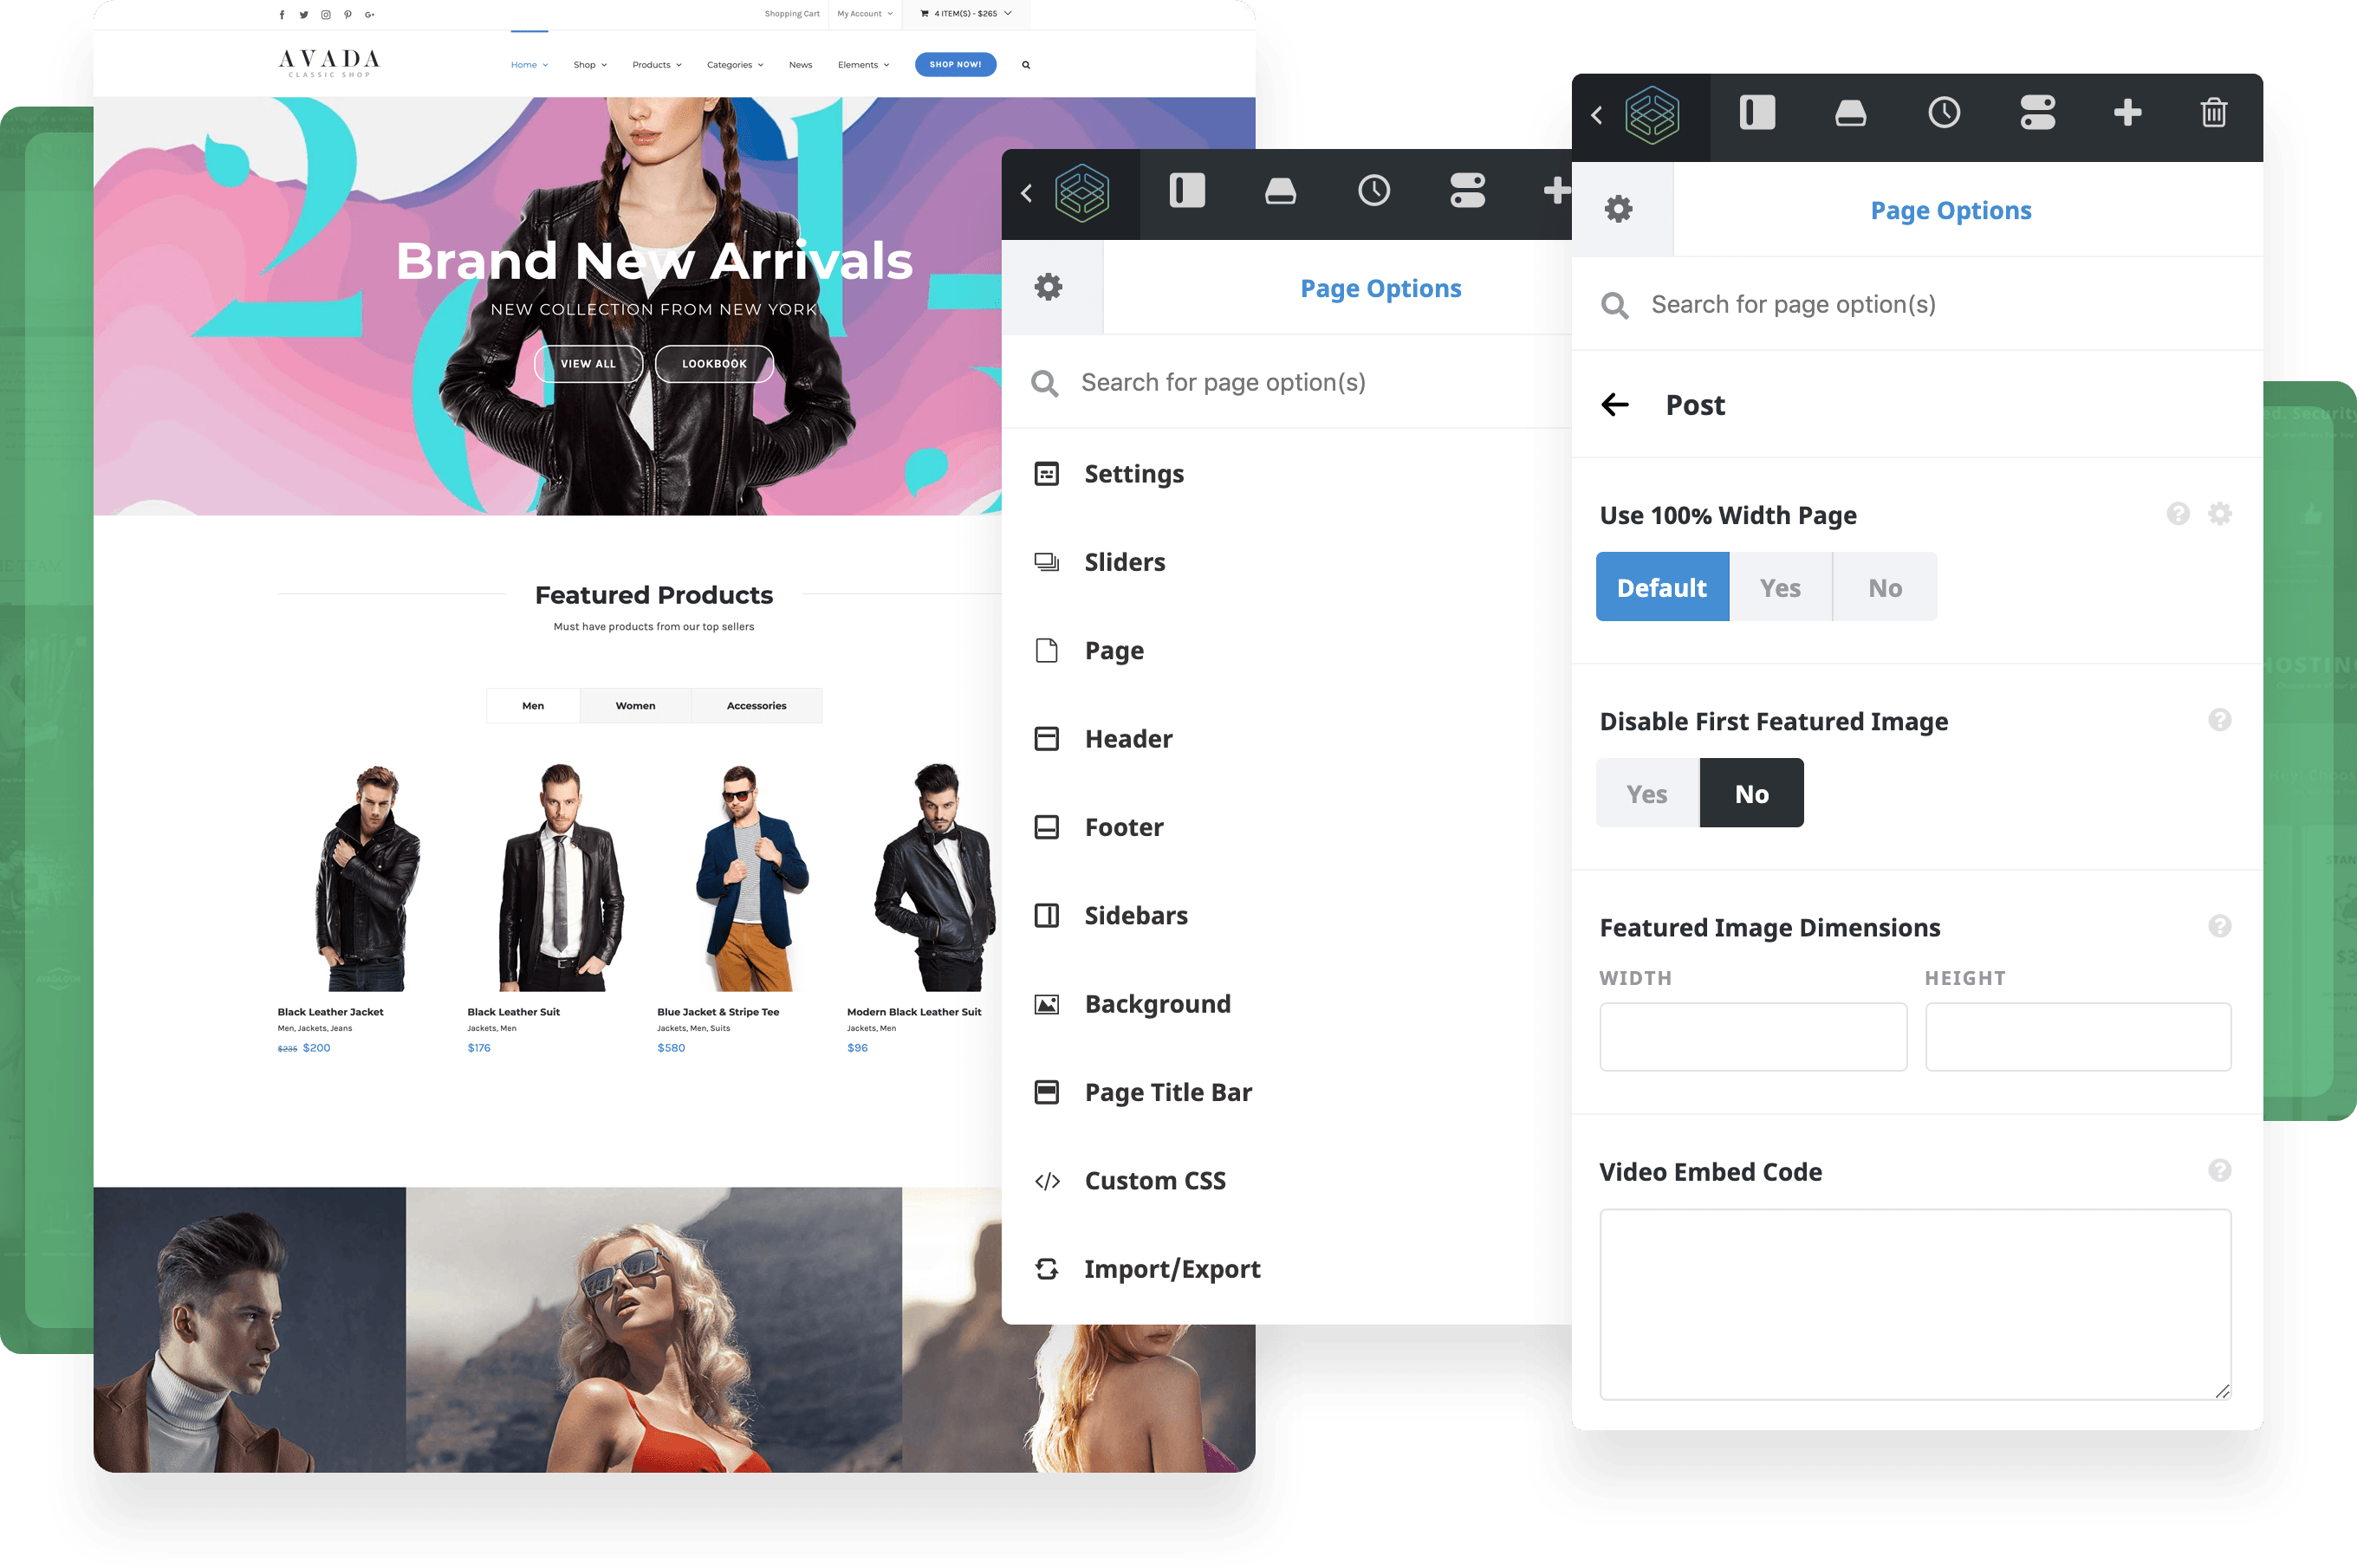 Shopping Cart
My Account
4 ITEM(S) - $265
AVADA
CLASSIC SHOP
Home
Shop
Products
Categories
News
Elements
SHOP NOW!
Brand New Arrivals
NEW COLLECTION FROM NEW YORK
VIEW ALL
LOOKBOOK
Featured Products
Must have products from our top sellers
Men
Women
Accessories
Black Leather Jacket
Men, Jackets, Jeans
$235 $200
Black Leather Suit
Jackets, Men
$176
Blue Jacket & Stripe Tee
Jackets, Men, Suits
$580
Modern Black Leather Suit
Jackets, Men
$96
Page Options
Search for page option(s)
Settings
Sliders
Page
Header
Footer
Sidebars
Background
Page Title Bar
Custom CSS
Import/Export
Page Options
Search for page option(s)
Post
Use 100% Width Page
Default
Yes
No
Disable First Featured Image
Yes
No
Featured Image Dimensions
WIDTH
HEIGHT
Video Embed Code